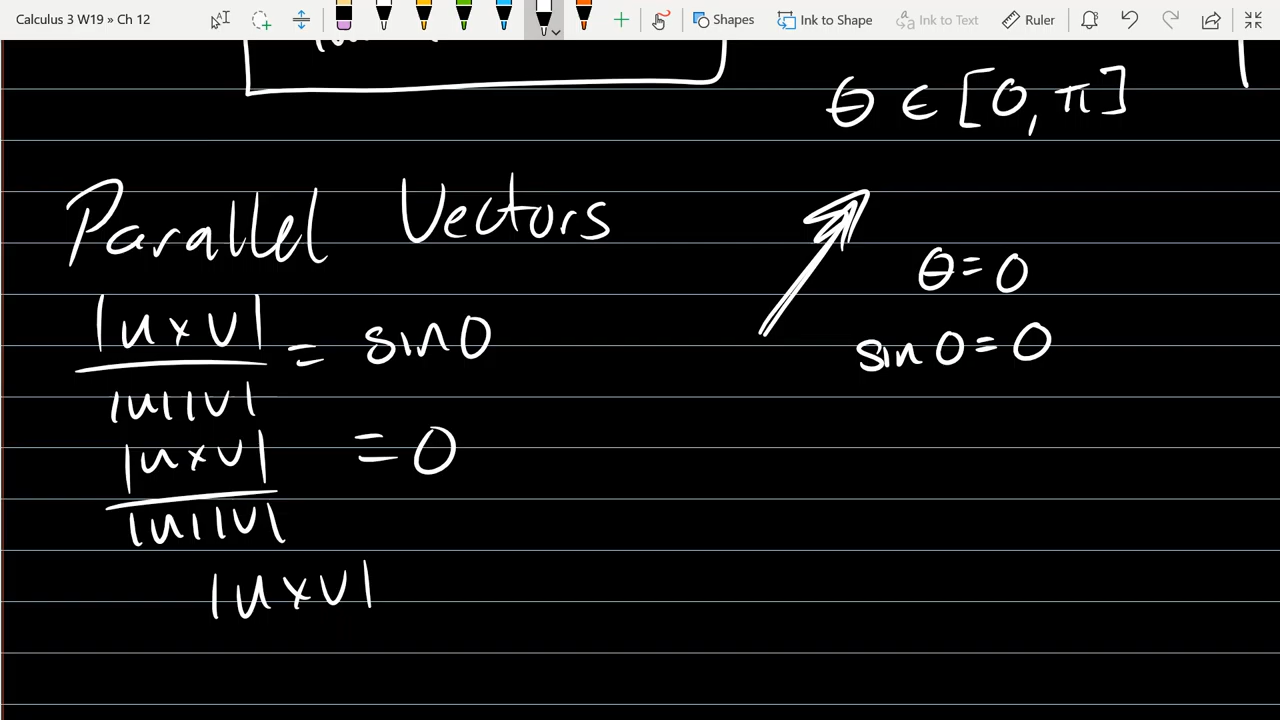 Calculus 3 W19 » Ch 12
Shapes
Ink to Shape
Ink to Text
Ruler
θ ∈ [0, π]
Parallel Vectors
θ = 0
sin 0 = 0
|u × v|
|u| |v|
= sin 0
|u × v|
|u| |v|
= 0
|u × v|